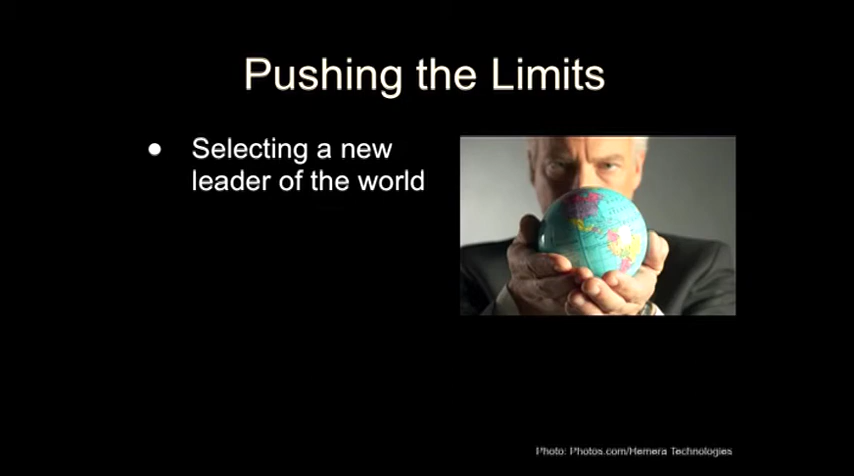 Pushing the Limits
● Selecting a new
leader of the world
Photo: Photos.com/Hemera Technologies